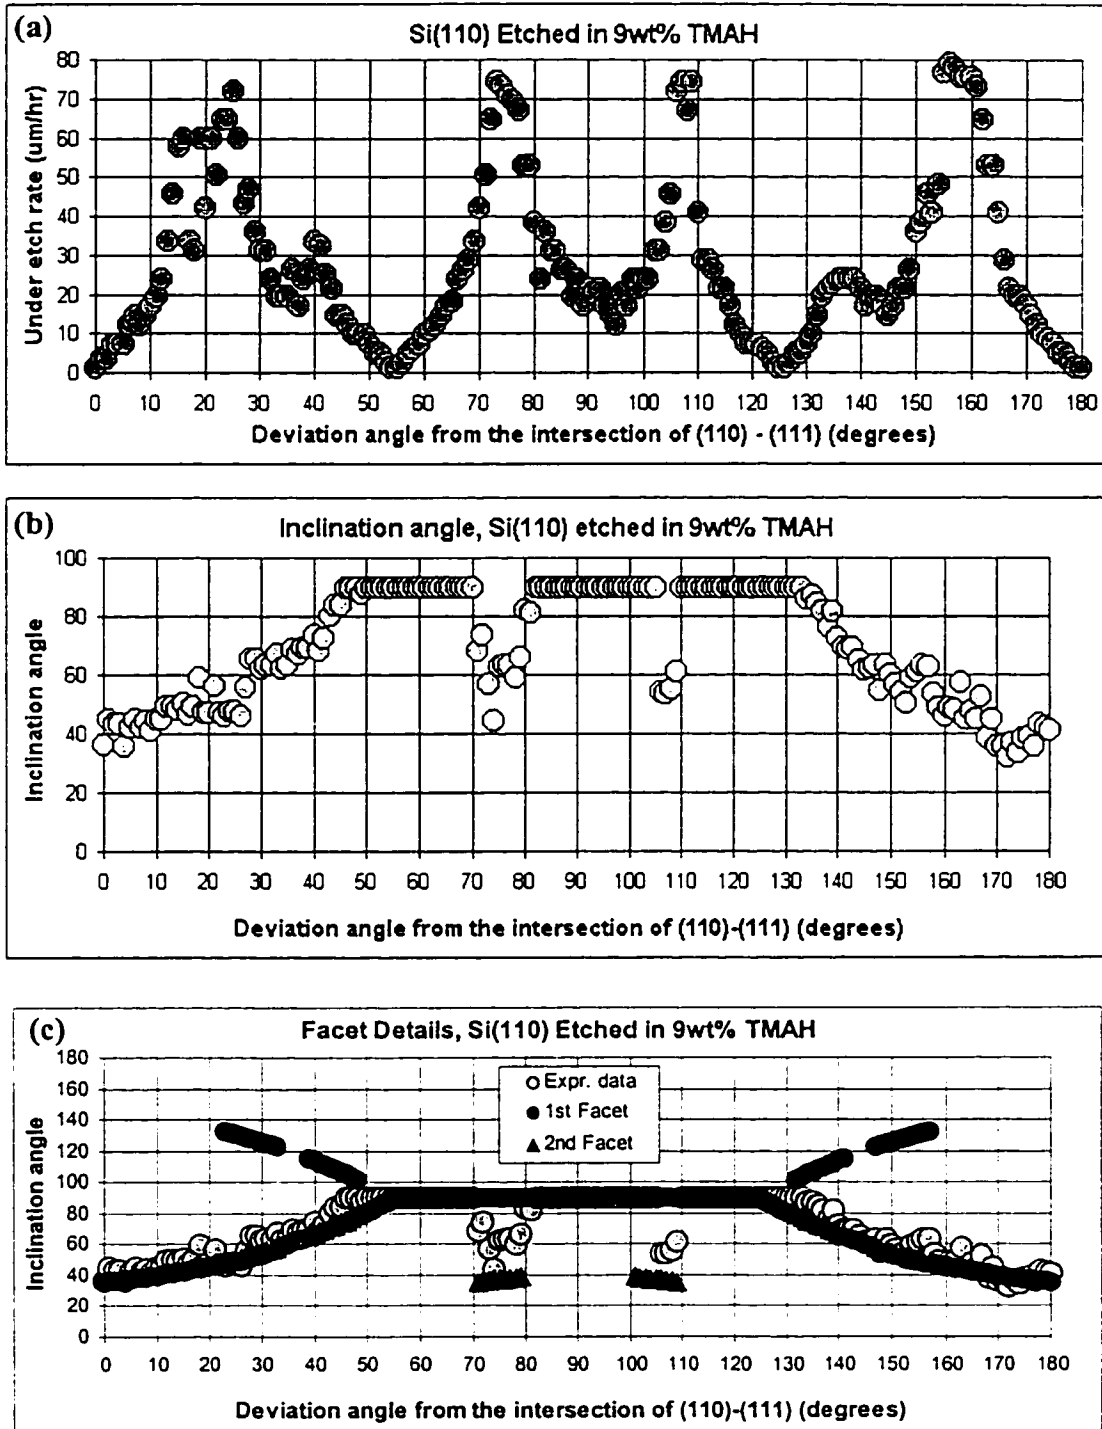 (a)
Si(110) Etched in 9wt% TMAH
Under etch rate (um/hr)
80
70
60
50
40
30
20
10
0
0 10 20 30 40 50 60 70 80 90 100 110 120 130 140 150 160 170 180
Deviation angle from the intersection of (110) - (111) (degrees)
(b)
Inclination angle, Si(110) etched in 9wt% TMAH
Inclination angle
100
80
60
40
20
0
0 10 20 30 40 50 60 70 80 90 100 110 120 130 140 150 160 170 180
Deviation angle from the intersection of (110)-(111) (degrees)
(c)
Facet Details, Si(110) Etched in 9wt% TMAH
Inclination angle
180
160
140
120
100
80
60
40
20
0
Expr. data
1st Facet
2nd Facet
0 10 20 30 40 50 60 70 80 90 100 110 120 130 140 150 160 170 180
Deviation angle from the intersection of (110)-(111) (degrees)